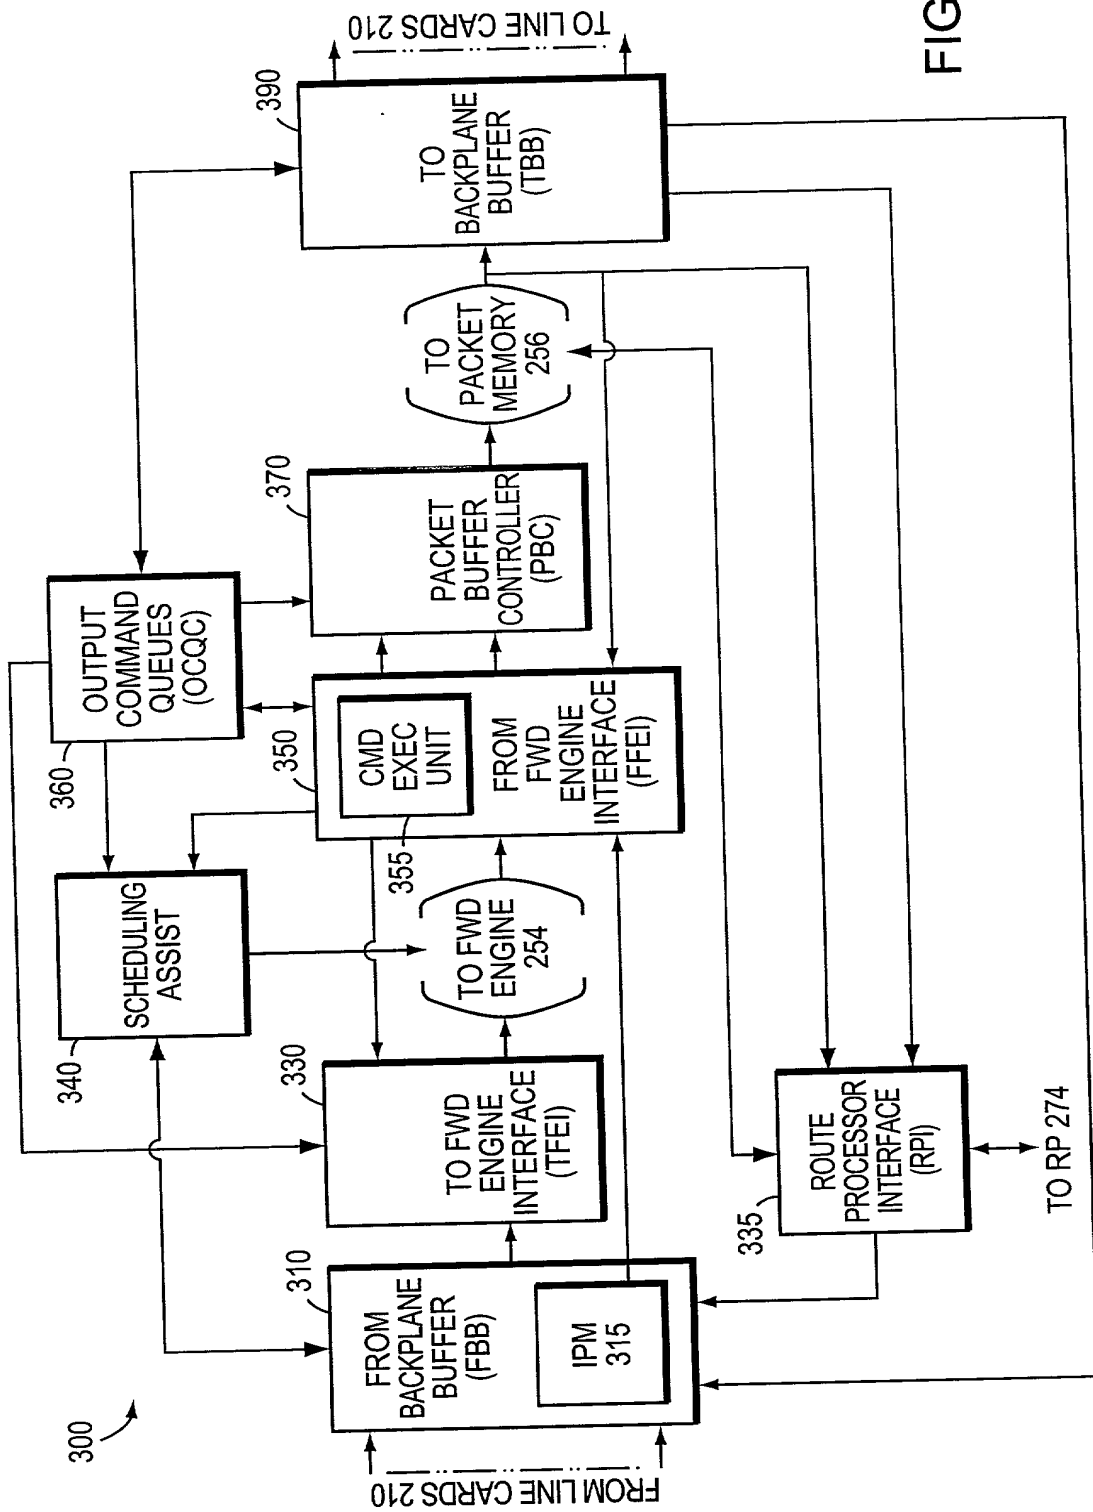 300
FROM LINE CARDS 210
310
FROM
BACKPLANE
BUFFER
(FBB)
IPM
315
330
TO FWD
ENGINE
INTERFACE
(TFEI)
340
SCHEDULING
ASSIST
TO FWD
ENGINE
254
335
ROUTE
PROCESSOR
INTERFACE
(RPI)
TO RP 274
350
CMD
EXEC
UNIT
355
FROM
FWD
ENGINE
INTERFACE
(FFEI)
360
OUTPUT
COMMAND
QUEUES
(OCQC)
370
PACKET
BUFFER
CONTROLLER
(PBC)
TO
PACKET
MEMORY
256
390
TO
BACKPLANE
BUFFER
(TBB)
TO LINE CARDS 210
FIG